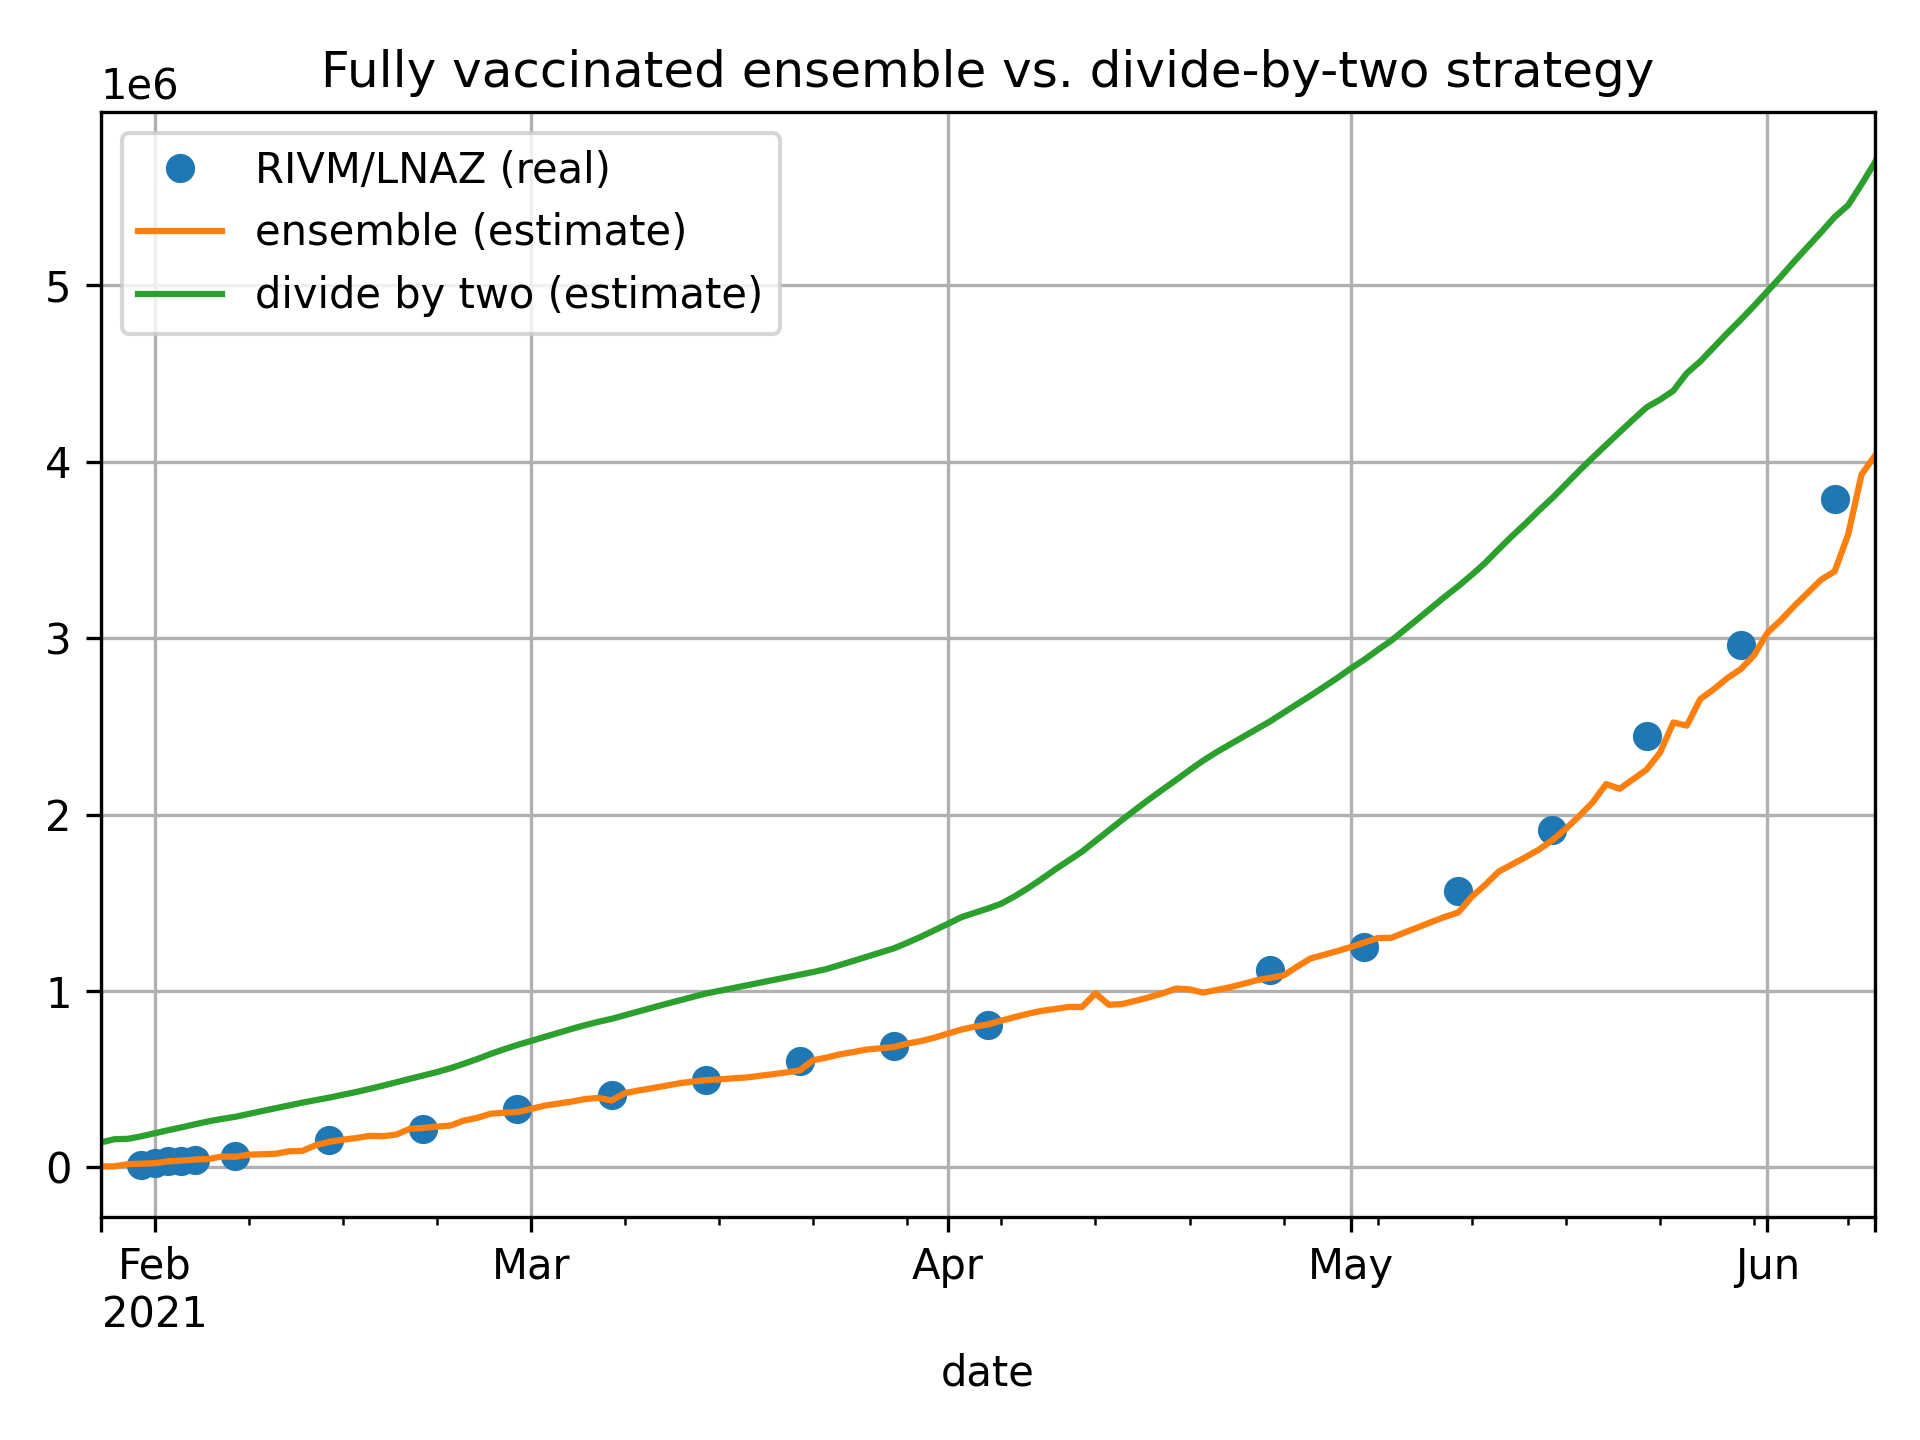 Fully vaccinated ensemble vs. divide-by-two strategy
1e6
RIVM/LNAZ (real)
ensemble (estimate)
divide by two (estimate)
5
4
3
2
1
0
Feb Mar Apr May Jun
2021
date